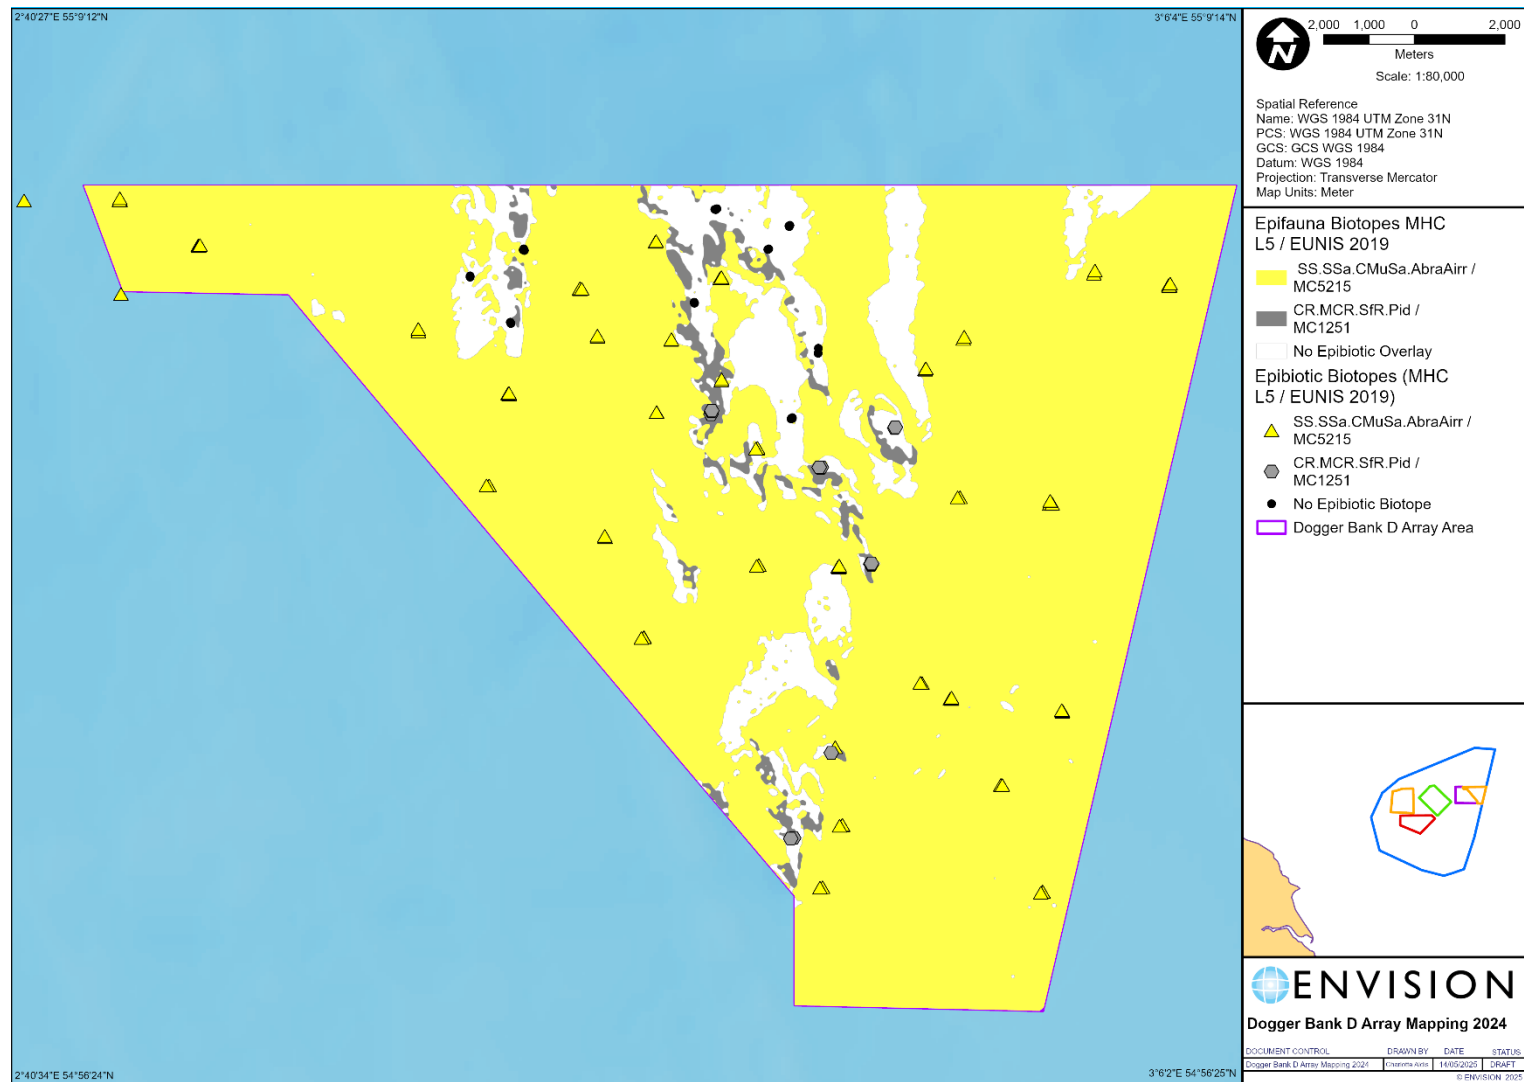 2°40'27"E 55°9'12"N
3°6'4"E 55°9'14"N
2°40'34"E 54°56'24"N
3°6'2"E 54°56'25"N
N
2,000 1,000 0 2,000
Meters
Scale: 1:80,000
Spatial Reference
Name: WGS 1984 UTM Zone 31N
PCS: WGS 1984 UTM Zone 31N
GCS: GCS WGS 1984
Datum: WGS 1984
Projection: Transverse Mercator
Map Units: Meter
Epifauna Biotopes MHC
L5 / EUNIS 2019
SS.SSa.CMuSa.AbraAirr /
MC5215
CR.MCR.SfR.Pid /
MC1251
No Epibiotic Overlay
Epibiotic Biotopes (MHC
L5 / EUNIS 2019)
SS.SSa.CMuSa.AbraAirr /
MC5215
CR.MCR.SfR.Pid /
MC1251
No Epibiotic Biotope
Dogger Bank D Array Area
ENVISION
Dogger Bank D Array Mapping 2024
DOCUMENT CONTROL DRAWN BY DATE STATUS
Dogger Bank D Array Mapping 2024 Charlotte 14/05/2025 DRAFT
© ENVISION 2025